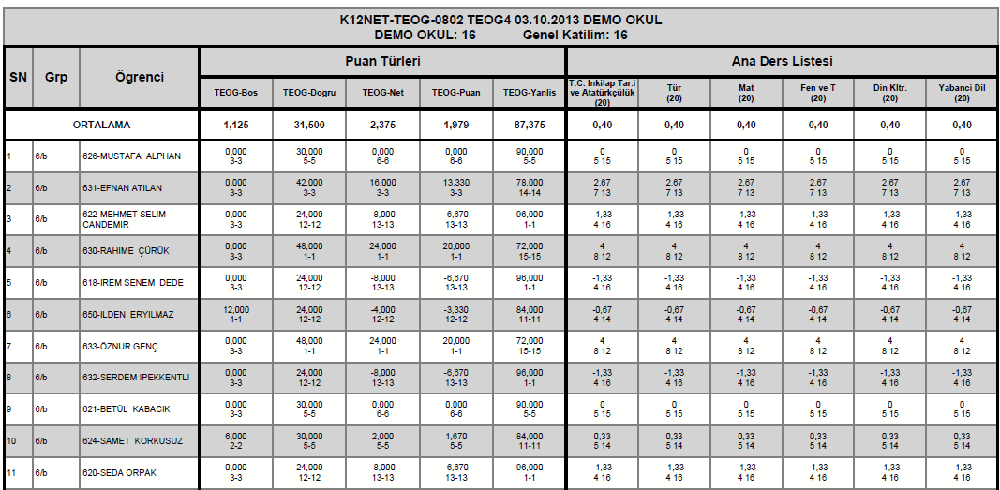 K12NET-TEOG-0802 TEOG4 03.10.2013 DEMO OKUL
DEMO OKUL: 16 Genel Katilim: 16
SN Grp Öğrenci Puan Türleri Ana Ders Listesi
TEOG-Bos TEOG-Dogru TEOG-Net TEOG-Puan TEOG-Yanlis T.C. Inkilap Tar.i ve Atatürkçülük (20) Tür (20) Mat (20) Fen ve T (20) Din Kltr. (20) Yabanci Dil (20)
ORTALAMA 1,125 31,500 2,375 1,979 87,375 0,40 0,40 0,40 0,40 0,40 0,40
1 6/b 626-MUSTAFA ALPHAN 0,000 30,000 0,000 0,000 90,000 0 0 0 0 0 0
3-3 5-5 6-6 6-6 5-5 5 15 5 15 5 15 5 15 5 15 5 15
2 6/b 631-EFNAN ATILAN 0,000 42,000 16,000 13,330 78,000 2,67 2,67 2,67 2,67 2,67 2,67
3-3 3-3 3-3 3-3 14-14 7 13 7 13 7 13 7 13 7 13 7 13
3 6/b 622-MEHMET SELIM CANDEMIR 0,000 24,000 -8,000 -6,670 96,000 -1,33 -1,33 -1,33 -1,33 -1,33 -1,33
3-3 12-12 13-13 13-13 1-1 4 16 4 16 4 16 4 16 4 16 4 16
4 6/b 630-RAHIME ÇÜRÜK 0,000 48,000 24,000 20,000 72,000 4 4 4 4 4 4
3-3 1-1 1-1 1-1 15-15 8 12 8 12 8 12 8 12 8 12 8 12
5 6/b 618-IREM SENEM DEDE 0,000 24,000 -8,000 -6,670 96,000 -1,33 -1,33 -1,33 -1,33 -1,33 -1,33
3-3 12-12 13-13 13-13 1-1 4 16 4 16 4 16 4 16 4 16 4 16
6 6/b 650-ILDEN ERYILMAZ 12,000 24,000 -4,000 -3,330 84,000 -0,67 -0,67 -0,67 -0,67 -0,67 -0,67
1-1 12-12 12-12 12-12 11-11 4 14 4 14 4 14 4 14 4 14 4 14
7 6/b 633-ÖZNUR GENÇ 0,000 48,000 24,000 20,000 72,000 4 4 4 4 4 4
3-3 1-1 1-1 1-1 15-15 8 12 8 12 8 12 8 12 8 12 8 12
8 6/b 632-SERDEM IPEKKENTLI 0,000 24,000 -8,000 -6,670 96,000 -1,33 -1,33 -1,33 -1,33 -1,33 -1,33
3-3 12-12 13-13 13-13 1-1 4 16 4 16 4 16 4 16 4 16 4 16
9 6/b 621-BETÜL KABACIK 0,000 30,000 0,000 0,000 90,000 0 0 0 0 0 0
3-3 5-5 6-6 6-6 5-5 5 15 5 15 5 15 5 15 5 15 5 15
10 6/b 624-SAMET KORKUSUZ 6,000 30,000 2,000 1,670 84,000 0,33 0,33 0,33 0,33 0,33 0,33
2-2 5-5 5-5 5-5 11-11 5 14 5 14 5 14 5 14 5 14 5 14
11 6/b 620-SEDA ORPAK 0,000 24,000 -8,000 -6,670 96,000 -1,33 -1,33 -1,33 -1,33 -1,33 -1,33
3-3 12-12 13-13 13-13 1-1 4 16 4 16 4 16 4 16 4 16 4 16